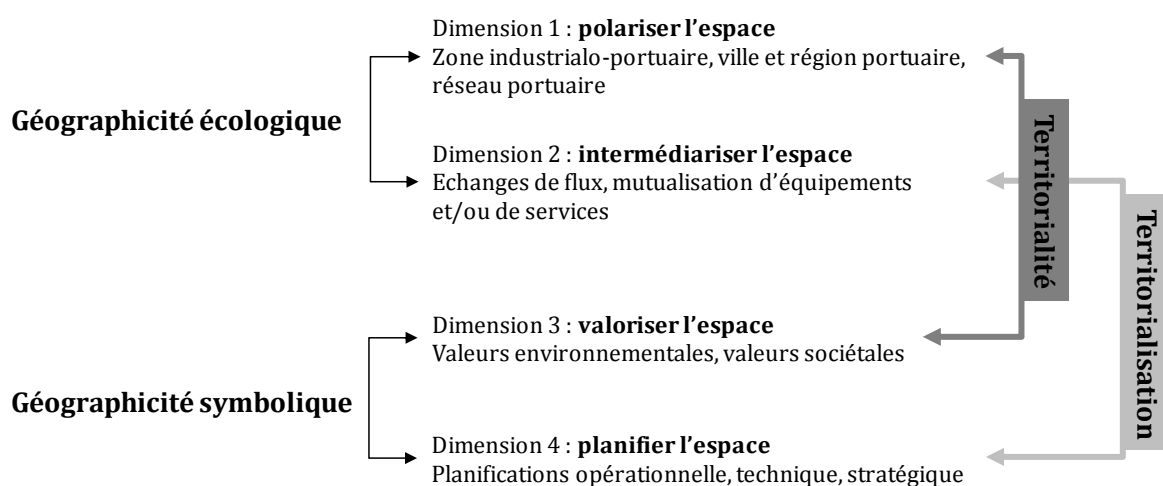 Dimension 1 : polariser l’espace
Zone industrialo-portuaire, ville et région portuaire,
réseau portuaire
Géographicité écologique
Dimension 2 : intermédiariser l’espace
Echanges de flux, mutualisation d’équipements
et/ou de services
Territorialité
Territorialisation
Dimension 3 : valoriser l’espace
Valeurs environnementales, valeurs sociétales
Géographicité symbolique
Dimension 4 : planifier l’espace
Planifications opérationnelle, technique, stratégique